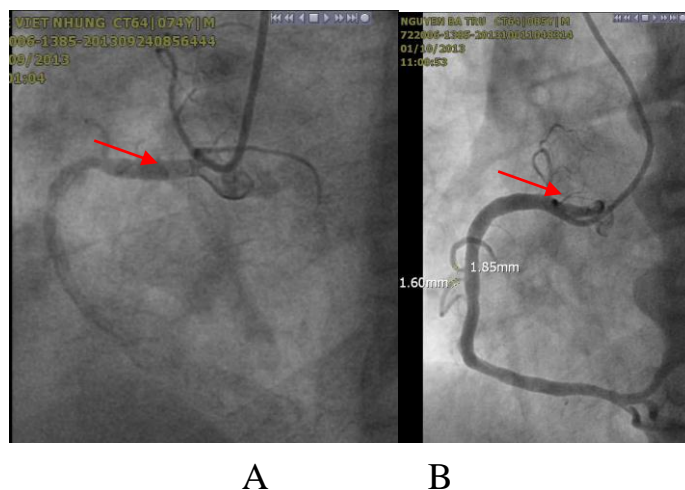 VIET NHUNG CT64|074Y|M
006-1385-201309240856444
09/2013
01:04
NGUYEN BA TRU CT64|085Y|M
01/10/2013
11:00:53
1.85mm
1.60mm
A B